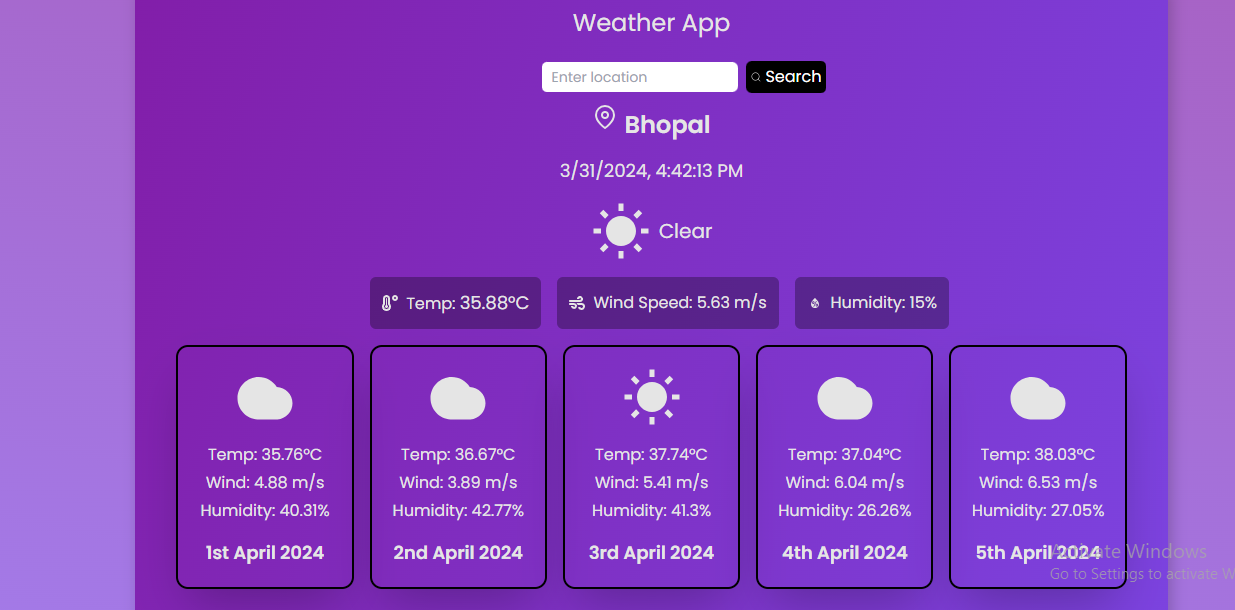 Weather App
Enter location
Search
Bhopal
3/31/2024, 4:42:13 PM
Clear
Temp: 35.88°C
Wind Speed: 5.63 m/s
Humidity: 15%
Temp: 35.76°C
Wind: 4.88 m/s
Humidity: 40.31%
1st April 2024
Temp: 36.67°C
Wind: 3.89 m/s
Humidity: 42.77%
2nd April 2024
Temp: 37.74°C
Wind: 5.41 m/s
Humidity: 41.3%
3rd April 2024
Temp: 37.04°C
Wind: 6.04 m/s
Humidity: 26.26%
4th April 2024
Temp: 38.03°C
Wind: 6.53 m/s
Humidity: 27.05%
5th April 2024
Activate Windows
Go to Settings to activate W